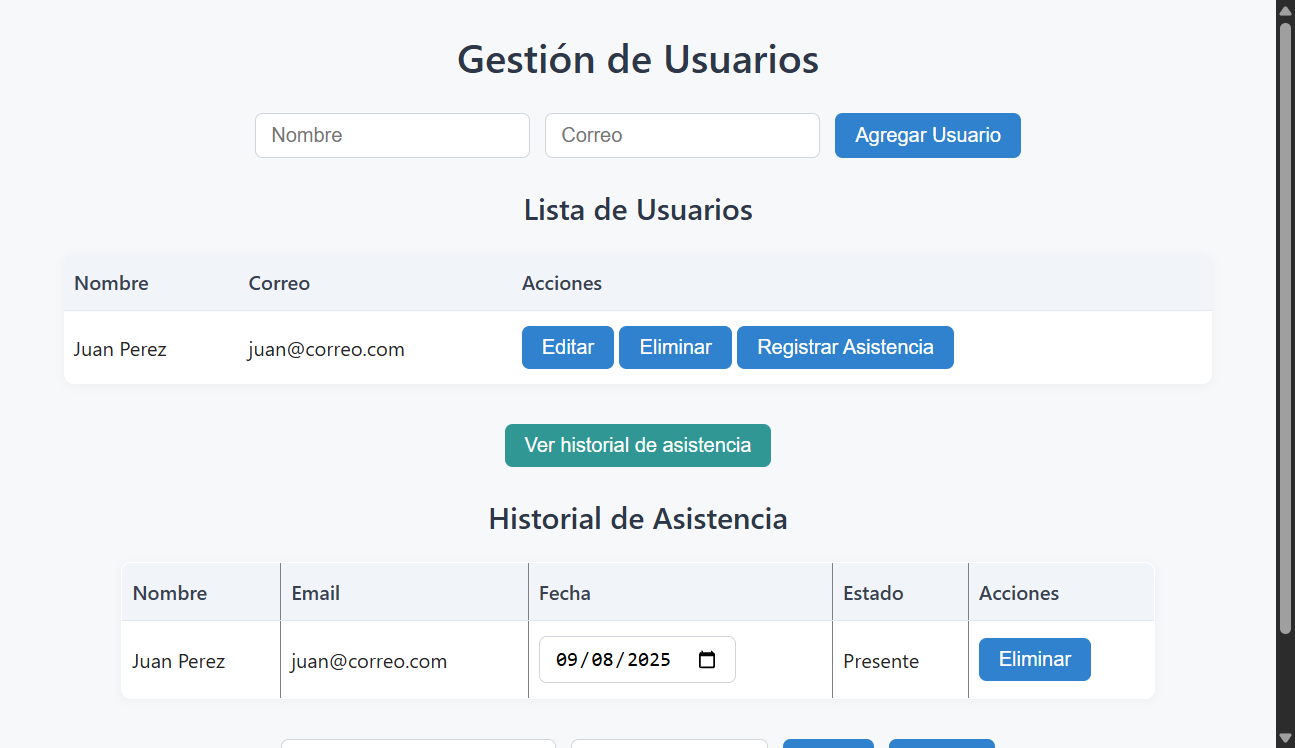 Gestión de Usuarios
Nombre Correo Agregar Usuario
Lista de Usuarios
Nombre Correo Acciones
Juan Perez juan@correo.com Editar Eliminar Registrar Asistencia
Ver historial de asistencia
Historial de Asistencia
Nombre Email Fecha Estado Acciones
Juan Perez juan@correo.com 09/08/2025 Presente Eliminar